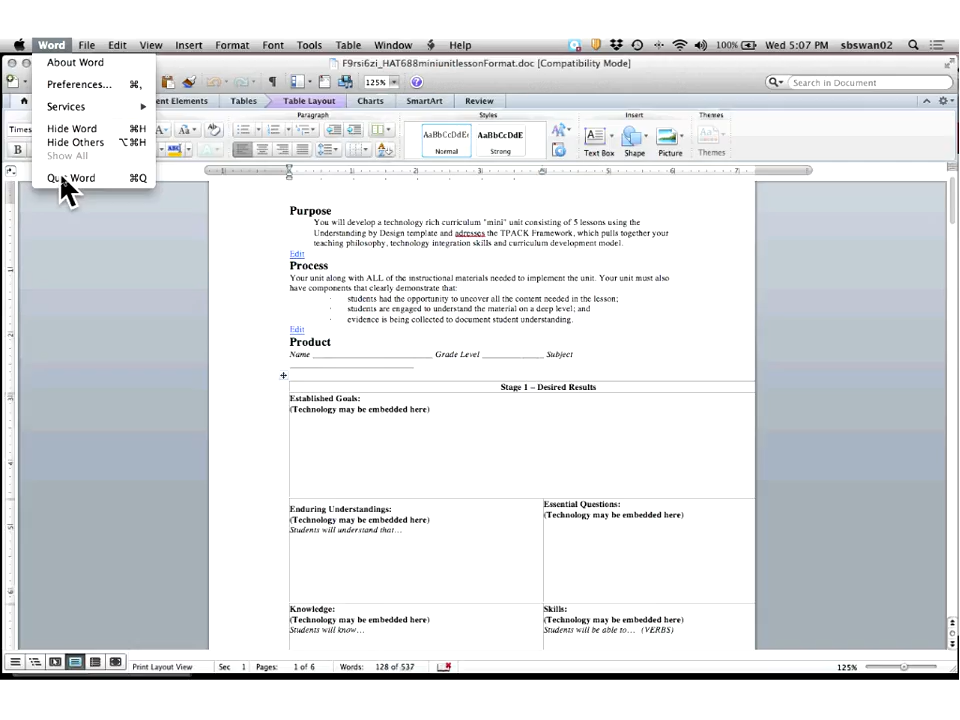 Word File Edit View Insert Format Font Tools Table Window Help 100% Wed 5:07 PM sbswan02
About Word
F9rsi6zi_HAT688miniunitlessonFormat.doc [Compatibility Mode]
Preferences... ⌘,
125%
Search in Document
Services
ent Elements Tables Table Layout Charts SmartArt Review
Paragraph Styles Insert Themes
Hide Word ⌘H
Times
Hide Others ⌥⌘H
AaBbCcDdE AaBbCcDdE
Show All
B
Normal Strong Text Box Shape Picture Themes
Word ⌘Q
Purpose
You will develop a technology rich curriculum "mini" unit consisting of 5 lessons using the
Understanding by Design template and adresses the TPACK Framework, which pulls together your
teaching philosophy, technology integration skills and curriculum development model.
Edit
Process
Your unit along with ALL of the instructional materials needed to implement the unit. Your unit must also
have components that clearly demonstrate that:
· students had the opportunity to uncover all the content needed in the lesson;
· students are engaged to understand the material on a deep level; and
· evidence is being collected to document student understanding.
Edit
Product
Name ___________________________ Grade Level ______________ Subject
____________________________
Stage 1 – Desired Results
Established Goals:
(Technology may be embedded here)
Enduring Understandings:
(Technology may be embedded here)
Students will understand that…
Essential Questions:
(Technology may be embedded here)
Knowledge:
(Technology may be embedded here)
Students will know…
Skills:
(Technology may be embedded here)
Students will be able to… (VERBS)
Print Layout View Sec 1 Pages: 1 of 6 Words: 128 of 537 125%